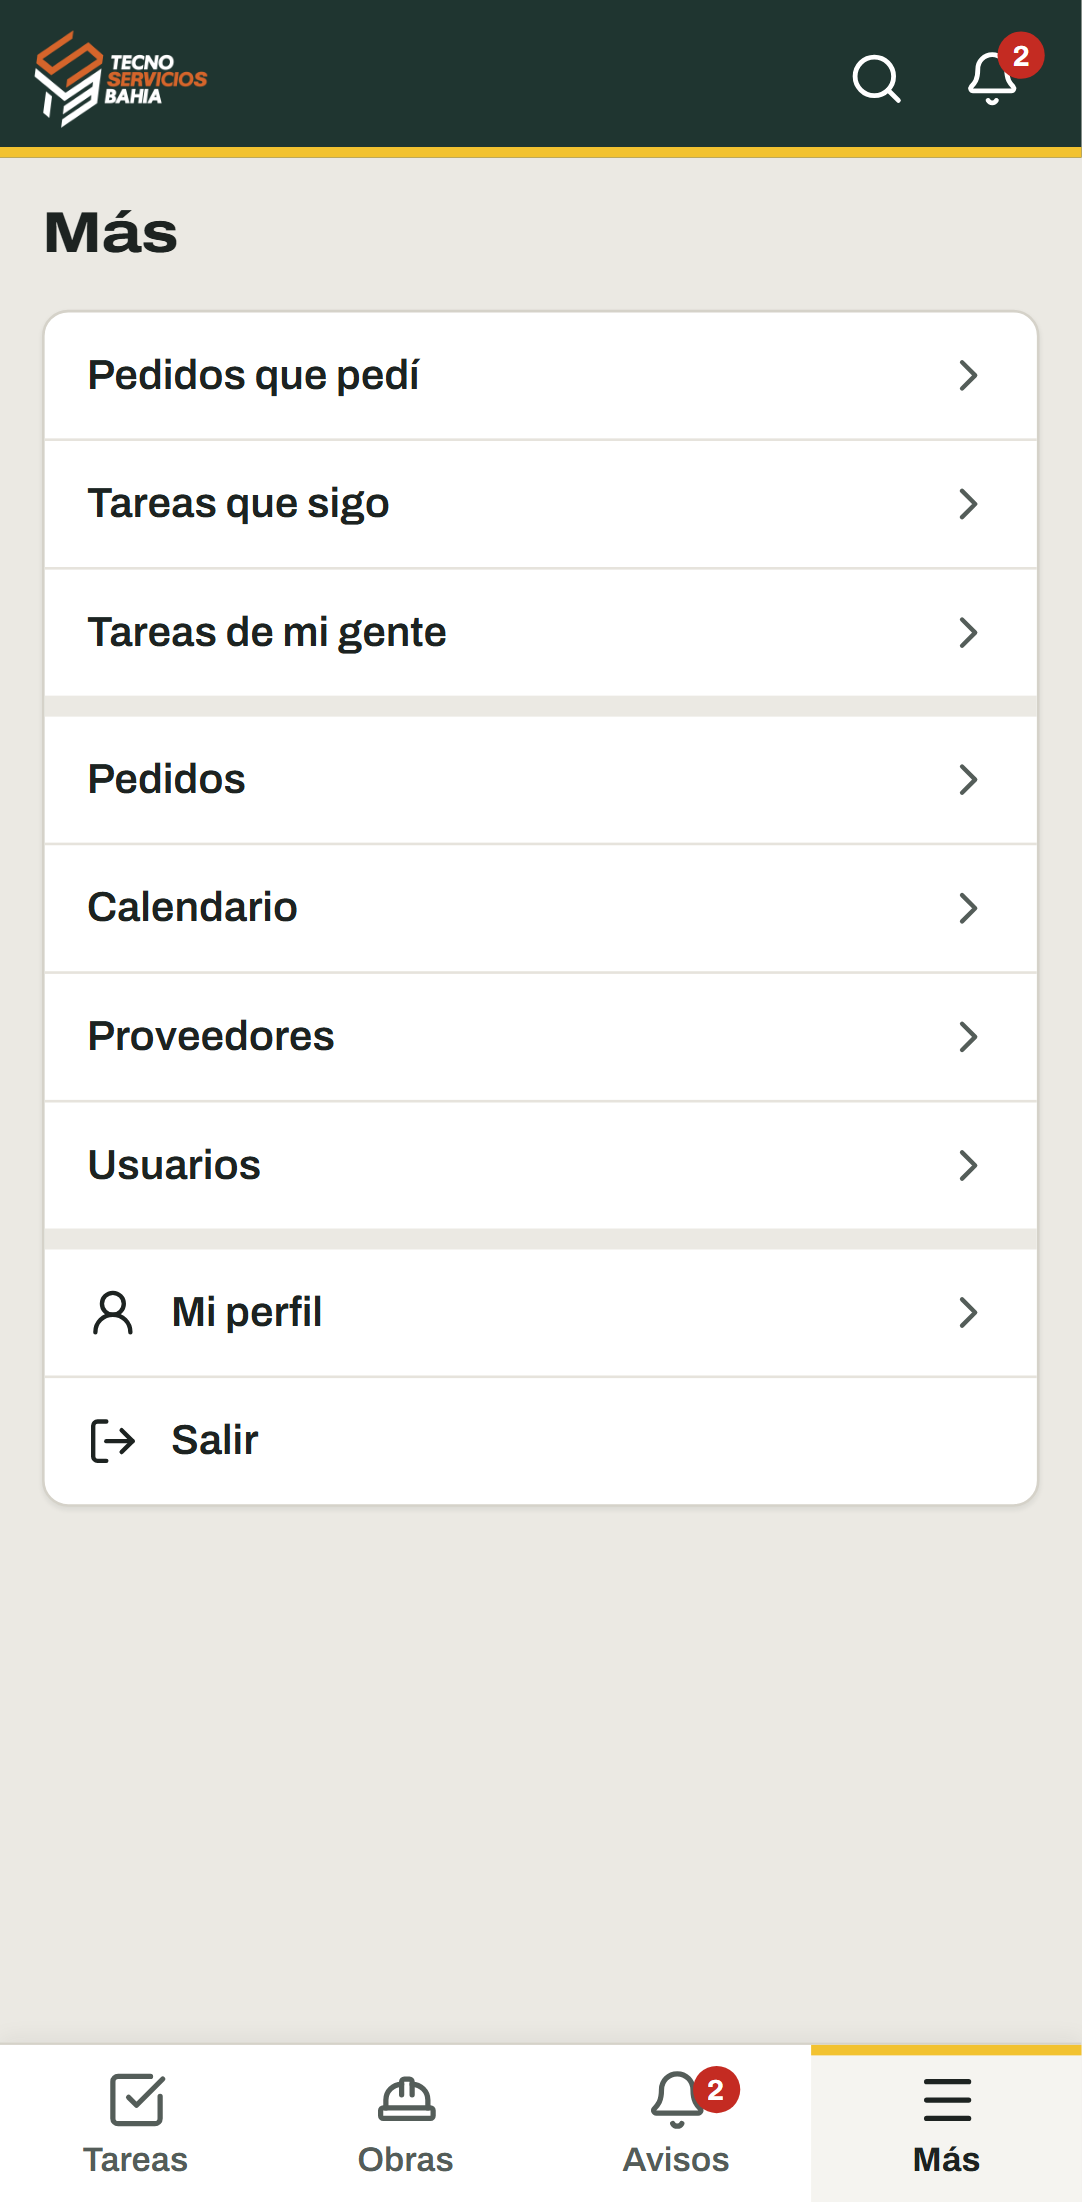 TECNO
SERVICIOS
BAHIA
2
Más
Pedidos que pedí
Tareas que sigo
Tareas de mi gente
Pedidos
Calendario
Proveedores
Usuarios
Mi perfil
Salir
2
Tareas
Obras
Avisos
Más